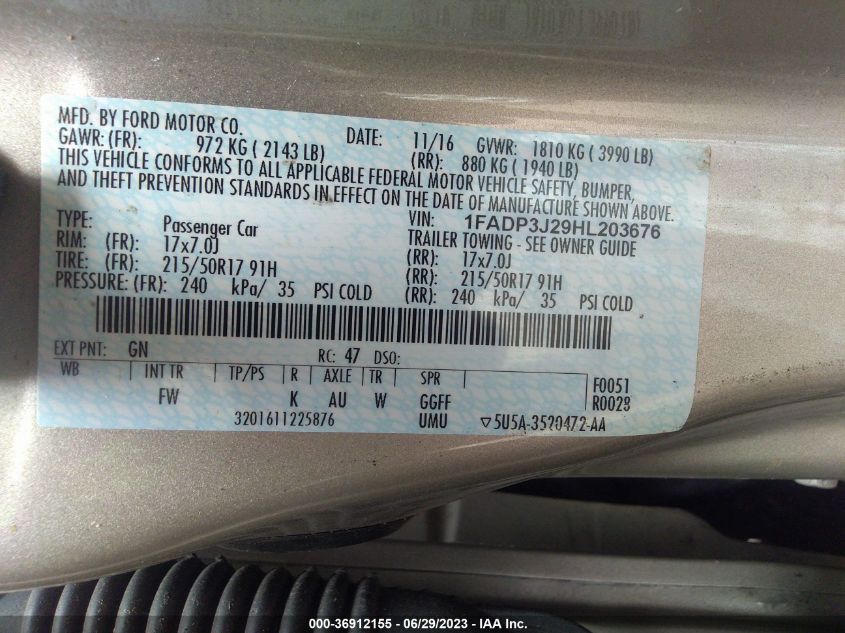 MFD. BY FORD MOTOR CO.
DATE: 11/16 GVWR: 1810 KG ( 3990 LB)
GAWR: (FR): 972 KG ( 2143 LB) (RR): 880 KG ( 1940 LB)
THIS VEHICLE CONFORMS TO ALL APPLICABLE FEDERAL MOTOR VEHICLE SAFETY, BUMPER,
AND THEFT PREVENTION STANDARDS IN EFFECT ON THE DATE OF MANUFACTURE SHOWN ABOVE.
VIN: 1FADP3J29HL203676
TYPE: Passenger Car TRAILER TOWING - SEE OWNER GUIDE
RIM: (FR): 17x7.0J (RR): 17x7.0J
TIRE: (FR): 215/50R17 91H (RR): 215/50R17 91H
PRESSURE: (FR): 240 kPa/ 35 PSI COLD (RR): 240 kPa/ 35 PSI COLD
EXT PNT: GN RC: 47 DSO:
WB INT TR TP/PS R AXLE TR SPR F0051
FW K AU W GGFF R0028
3201611225876 UMU ▽5U5A-3520472-AA
000-36912155 - 06/29/2023 - IAA Inc.